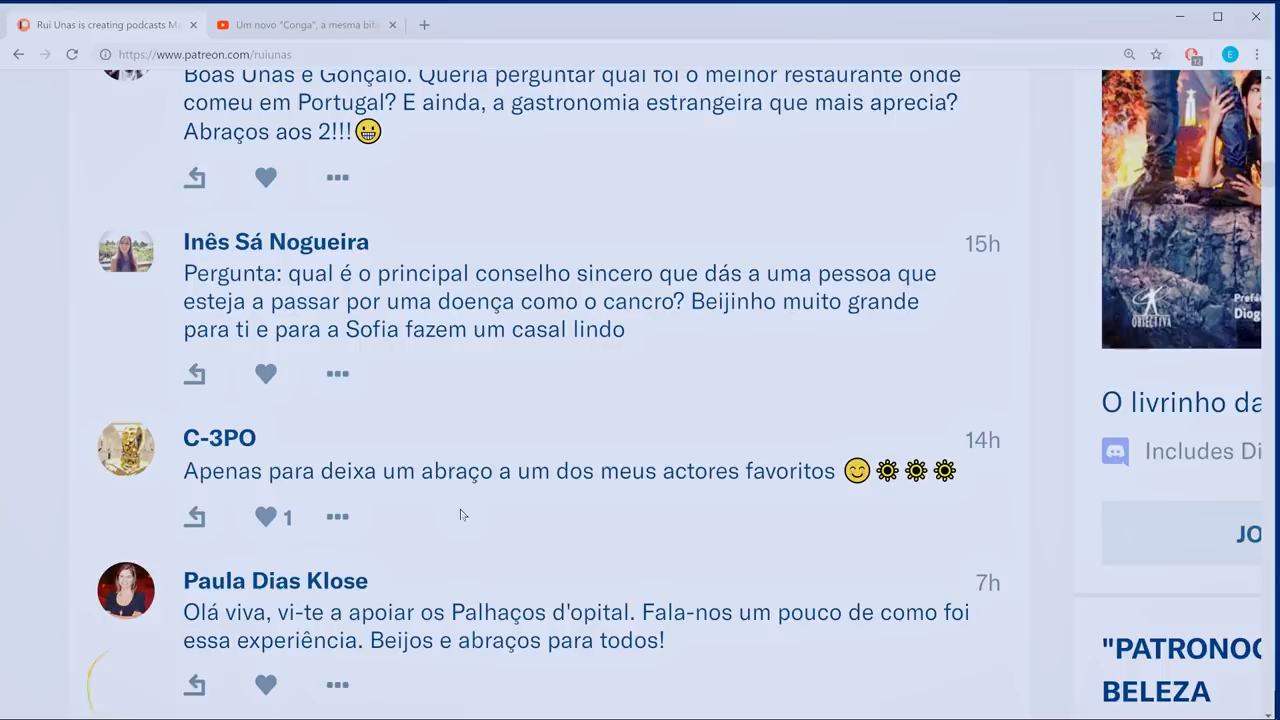 Rui Unas is creating podcasts M
Um novo "Conga", a mesma bit
https://www.patreon.com/ruiunas
12
E
Boas Unas e Gonçalo. Queria perguntar qual foi o melhor restaurante onde
comeu em Portugal? E ainda, a gastronomia estrangeira que mais aprecia?
Abraços aos 2!!!😁
Inês Sá Nogueira
15h
Pergunta: qual é o principal conselho sincero que dás a uma pessoa que
esteja a passar por uma doença como o cancro? Beijinho muito grande
para ti e para a Sofia fazem um casal lindo
C-3PO
14h
Apenas para deixa um abraço a um dos meus actores favoritos 😊🌞🌞🌞
1
Paula Dias Klose
7h
Olá viva, vi-te a apoiar os Palhaços d'opital. Fala-nos um pouco de como foi
essa experiência. Beijos e abraços para todos!
OBJECTIVA
Prefá
Diog
O livrinho da
Includes Di
JO
"PATRONO
BELEZA